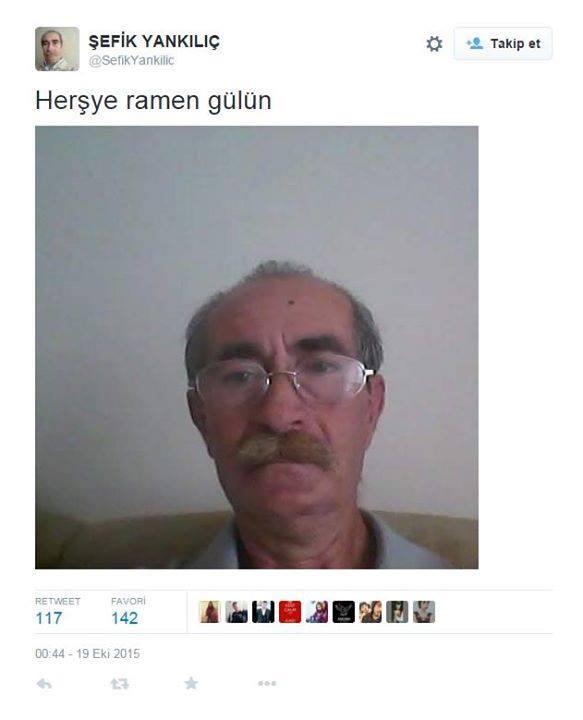 ŞEFİK YANKILIÇ
@SefikYankilic
Takip et
Herşye ramen gülün
RETWEET
FAVORİ
117
142
00:44 - 19 Eki 2015